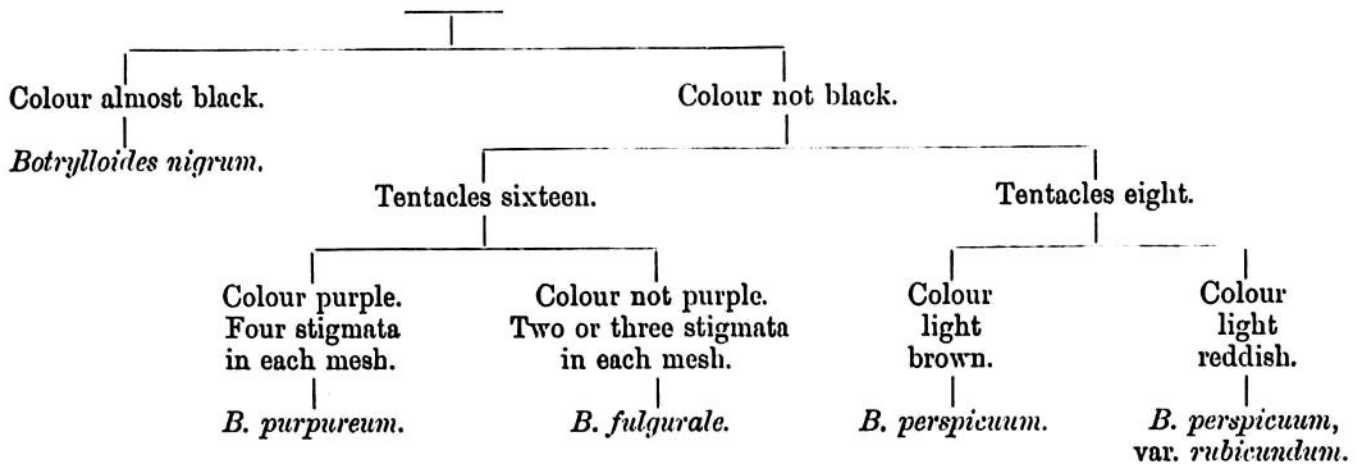 Colour almost black.
Colour not black.
Botrylloides nigrum.
Tentacles sixteen.
Tentacles eight.
Colour purple.
Four stigmata
in each mesh.
Colour not purple.
Two or three stigmata
in each mesh.
Colour
light
brown.
Colour
light
reddish.
B. purpureum.
B. fulgurale.
B. perspicuum.
B. perspicuum,
var. rubicundum.